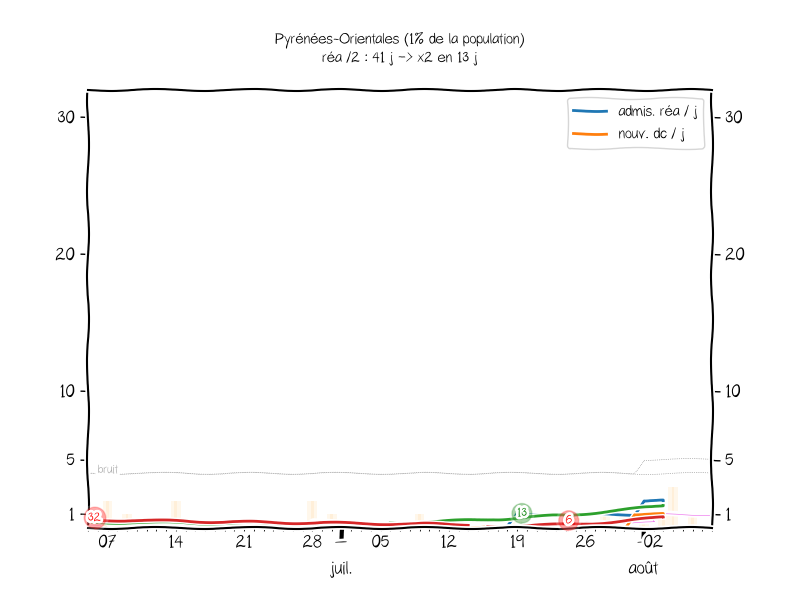 Pyrénées-Orientales (1% de la population)
réa /2 : 41 j -> x2 en 13 j
admis. réa / j
nouv. dc / j
30 30
20 20
10 10
5 5
bruit
1 1
32 13 6
07 14 21 28 05 12 19 26 02
juil. août